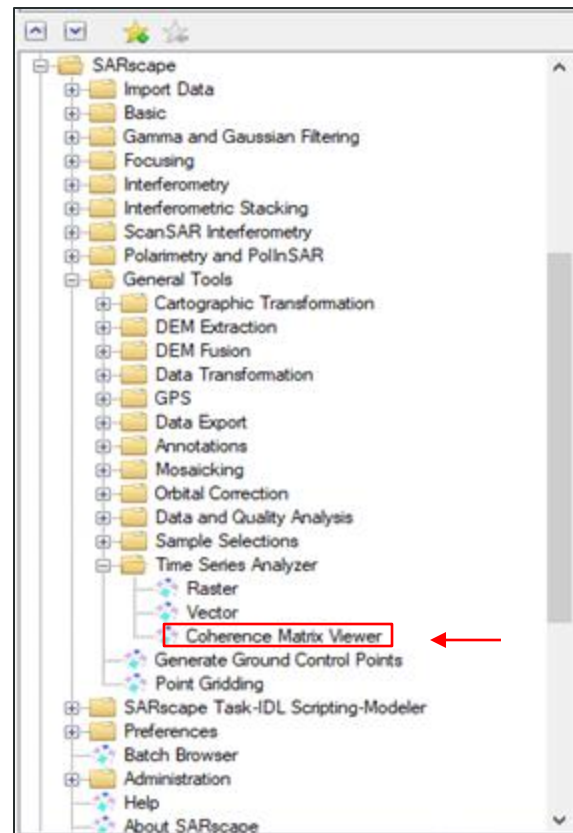 SARscape
Import Data
Basic
Gamma and Gaussian Filtering
Focusing
Interferometry
Interferometric Stacking
ScanSAR Interferometry
Polarimetry and PolInSAR
General Tools
Cartographic Transformation
DEM Extraction
DEM Fusion
Data Transformation
GPS
Data Export
Annotations
Mosaicking
Orbital Correction
Data and Quality Analysis
Sample Selections
Time Series Analyzer
Raster
Vector
Coherence Matrix Viewer
Generate Ground Control Points
Point Gridding
SARscape Task-IDL Scripting-Modeler
Preferences
Batch Browser
Administration
Help
About SARscape